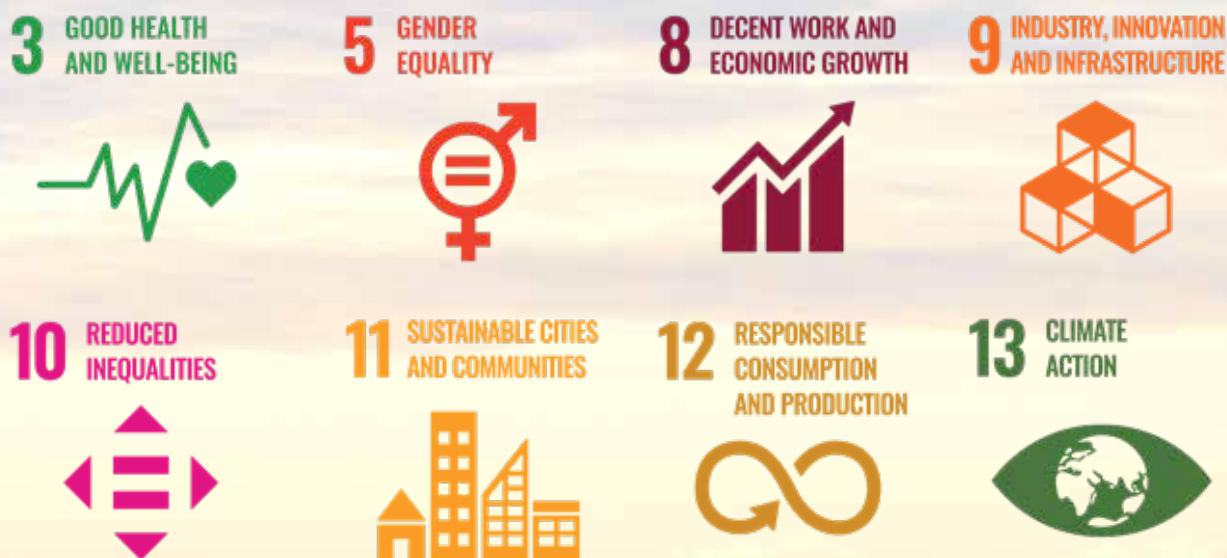 3 GOOD HEALTH
AND WELL-BEING
5 GENDER
EQUALITY
8 DECENT WORK AND
ECONOMIC GROWTH
9 INDUSTRY, INNOVATION
AND INFRASTRUCTURE
10 REDUCED
INEQUALITIES
11 SUSTAINABLE CITIES
AND COMMUNITIES
12 RESPONSIBLE
CONSUMPTION
AND PRODUCTION
13 CLIMATE
ACTION